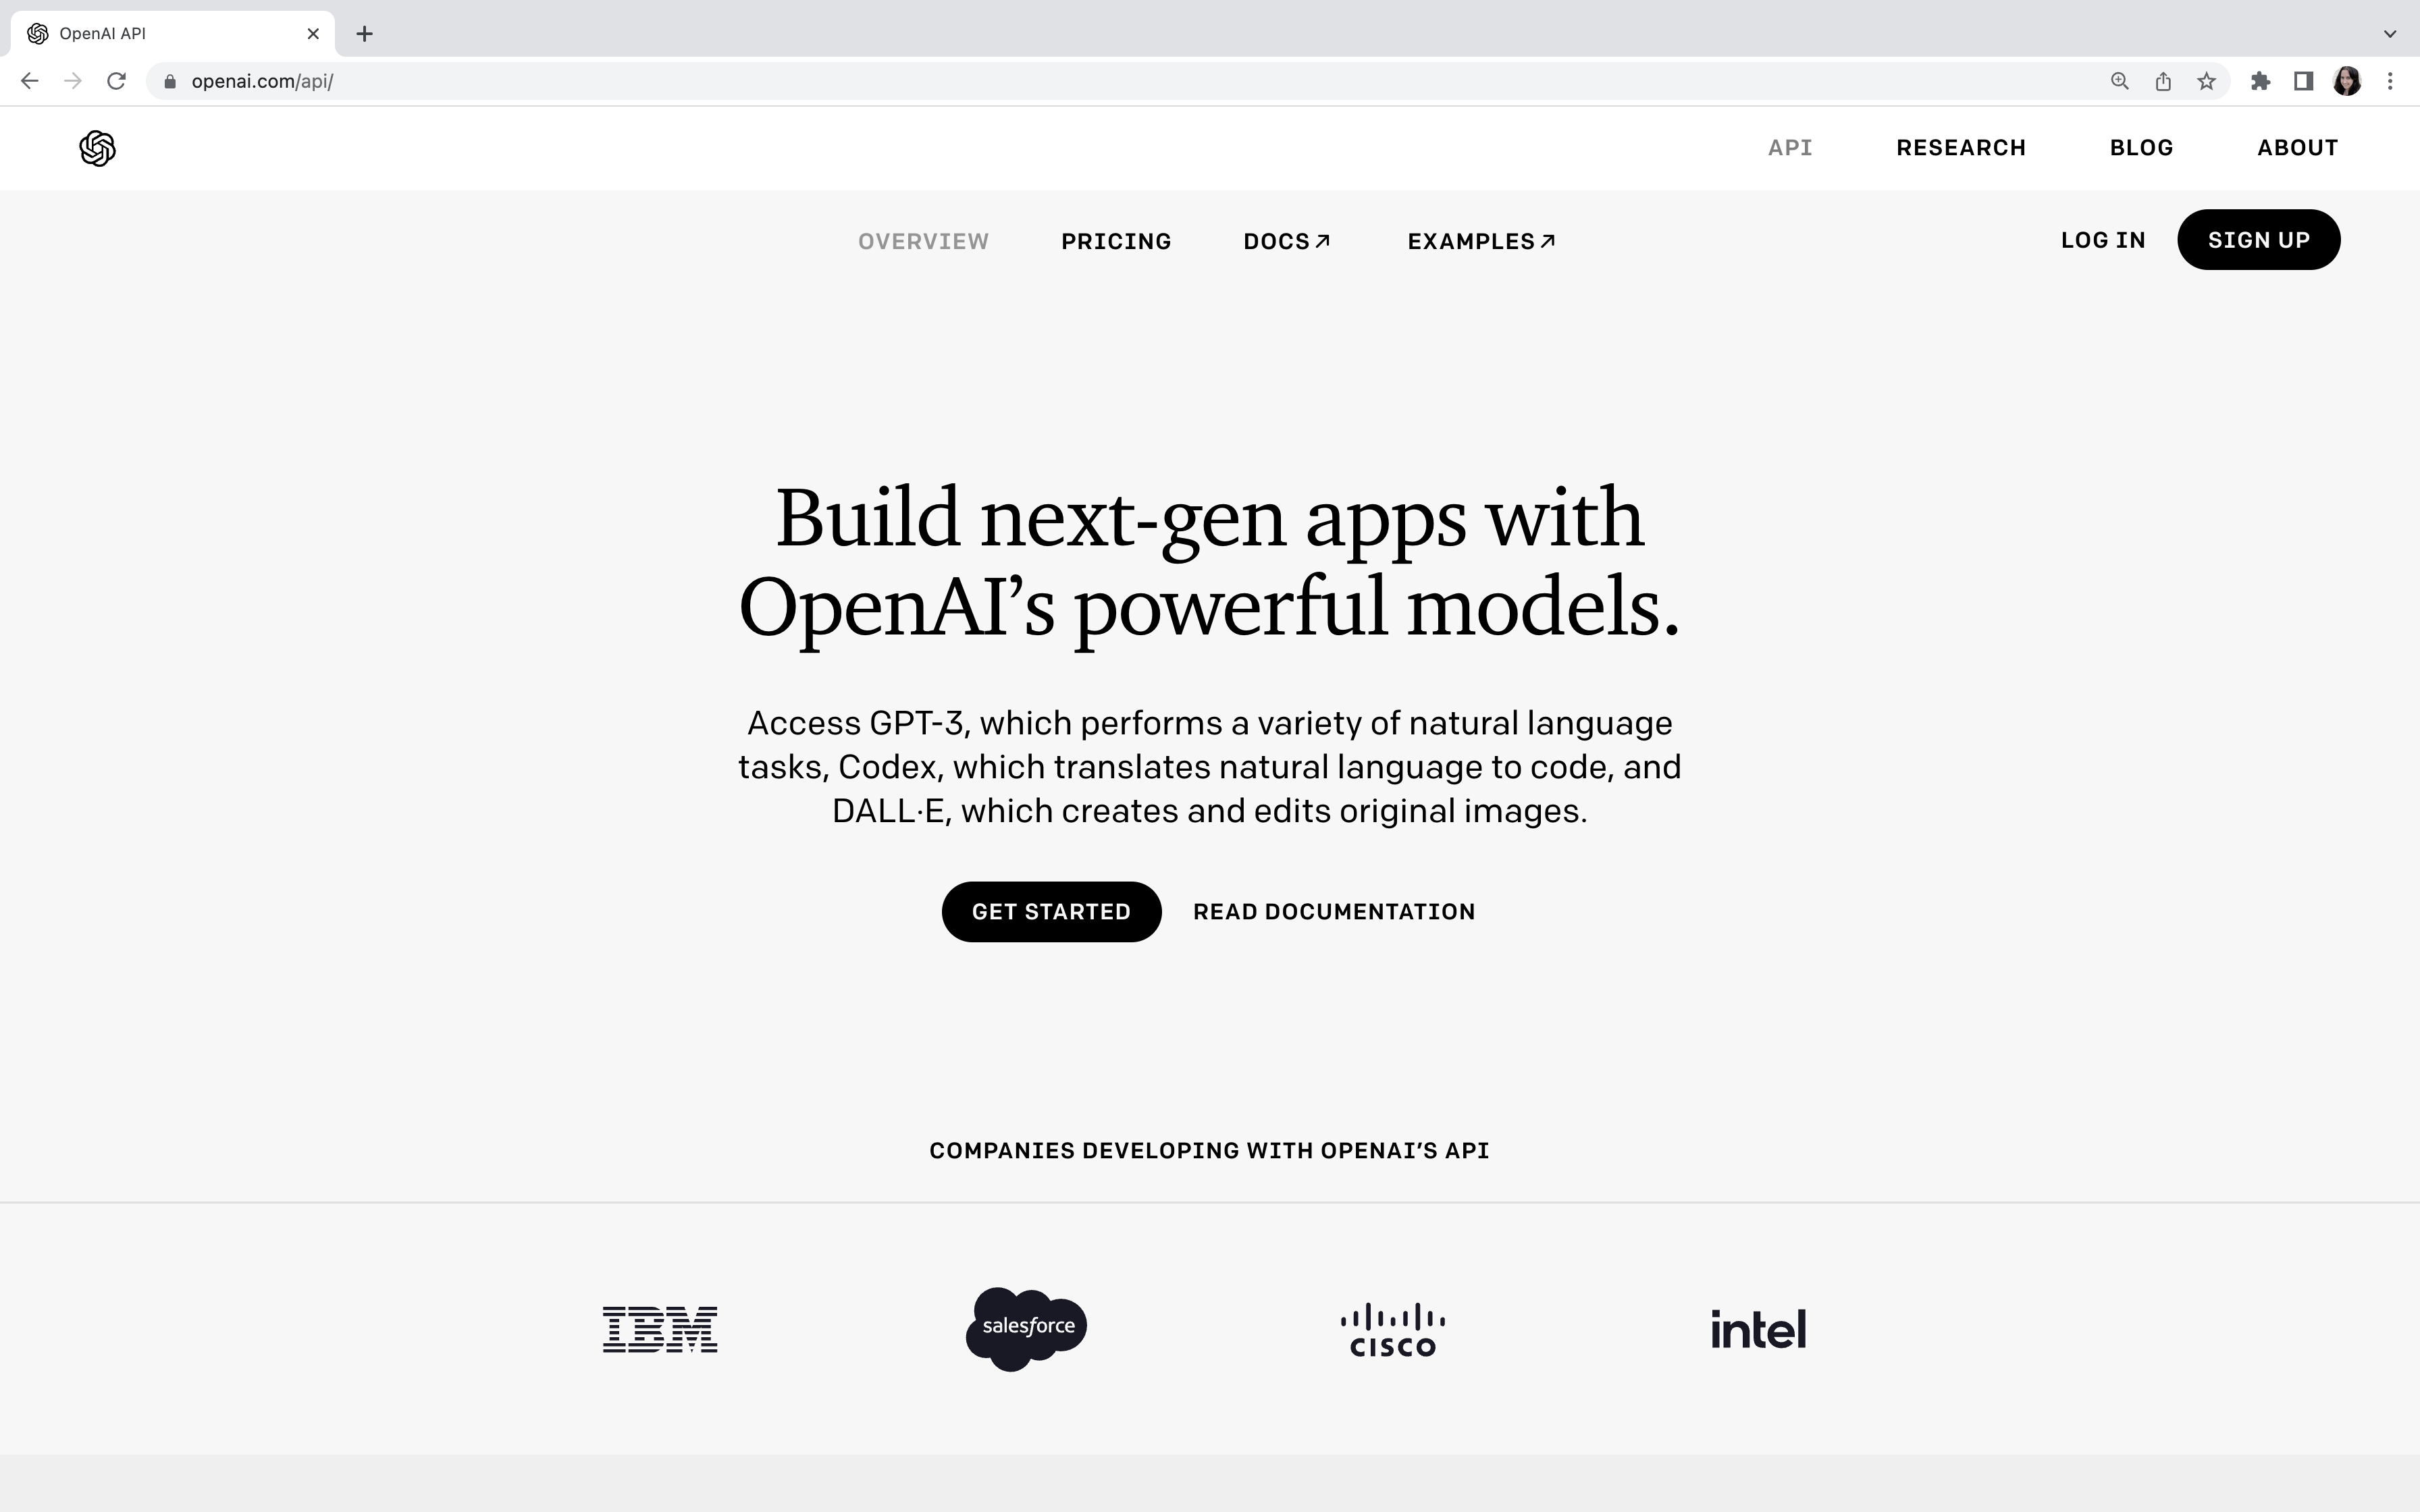 OpenAI API
openai.com/api/
API RESEARCH BLOG ABOUT
OVERVIEW PRICING DOCS EXAMPLES LOG IN SIGN UP
Build next-gen apps with
OpenAI’s powerful models.
Access GPT-3, which performs a variety of natural language
tasks, Codex, which translates natural language to code, and
DALL·E, which creates and edits original images.
GET STARTED READ DOCUMENTATION
COMPANIES DEVELOPING WITH OPENAI’S API
IBM salesforce cisco intel